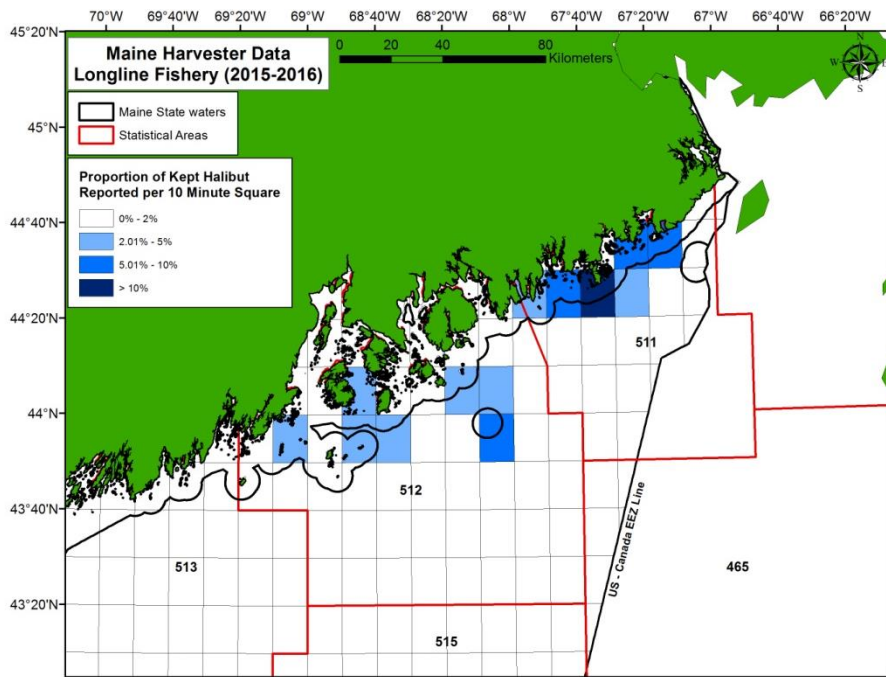 70°W 69°40'W 69°20'W 69°W 68°40'W 68°20'W 68°W 67°40'W 67°20'W 67°W 66°40'W 66°20'W
45°20'N
45°N
44°40'N
44°20'N
44°N
43°40'N
43°20'N
Maine Harvester Data
Longline Fishery (2015-2016)
0 20 40 80
Kilometers
N
W E
S
Maine State waters
Statistical Areas
Proportion of Kept Halibut
Reported per 10 Minute Square
0% - 2%
2.01% - 5%
5.01% - 10%
> 10%
511
512
513
US - Canada EEZ Line
465
515